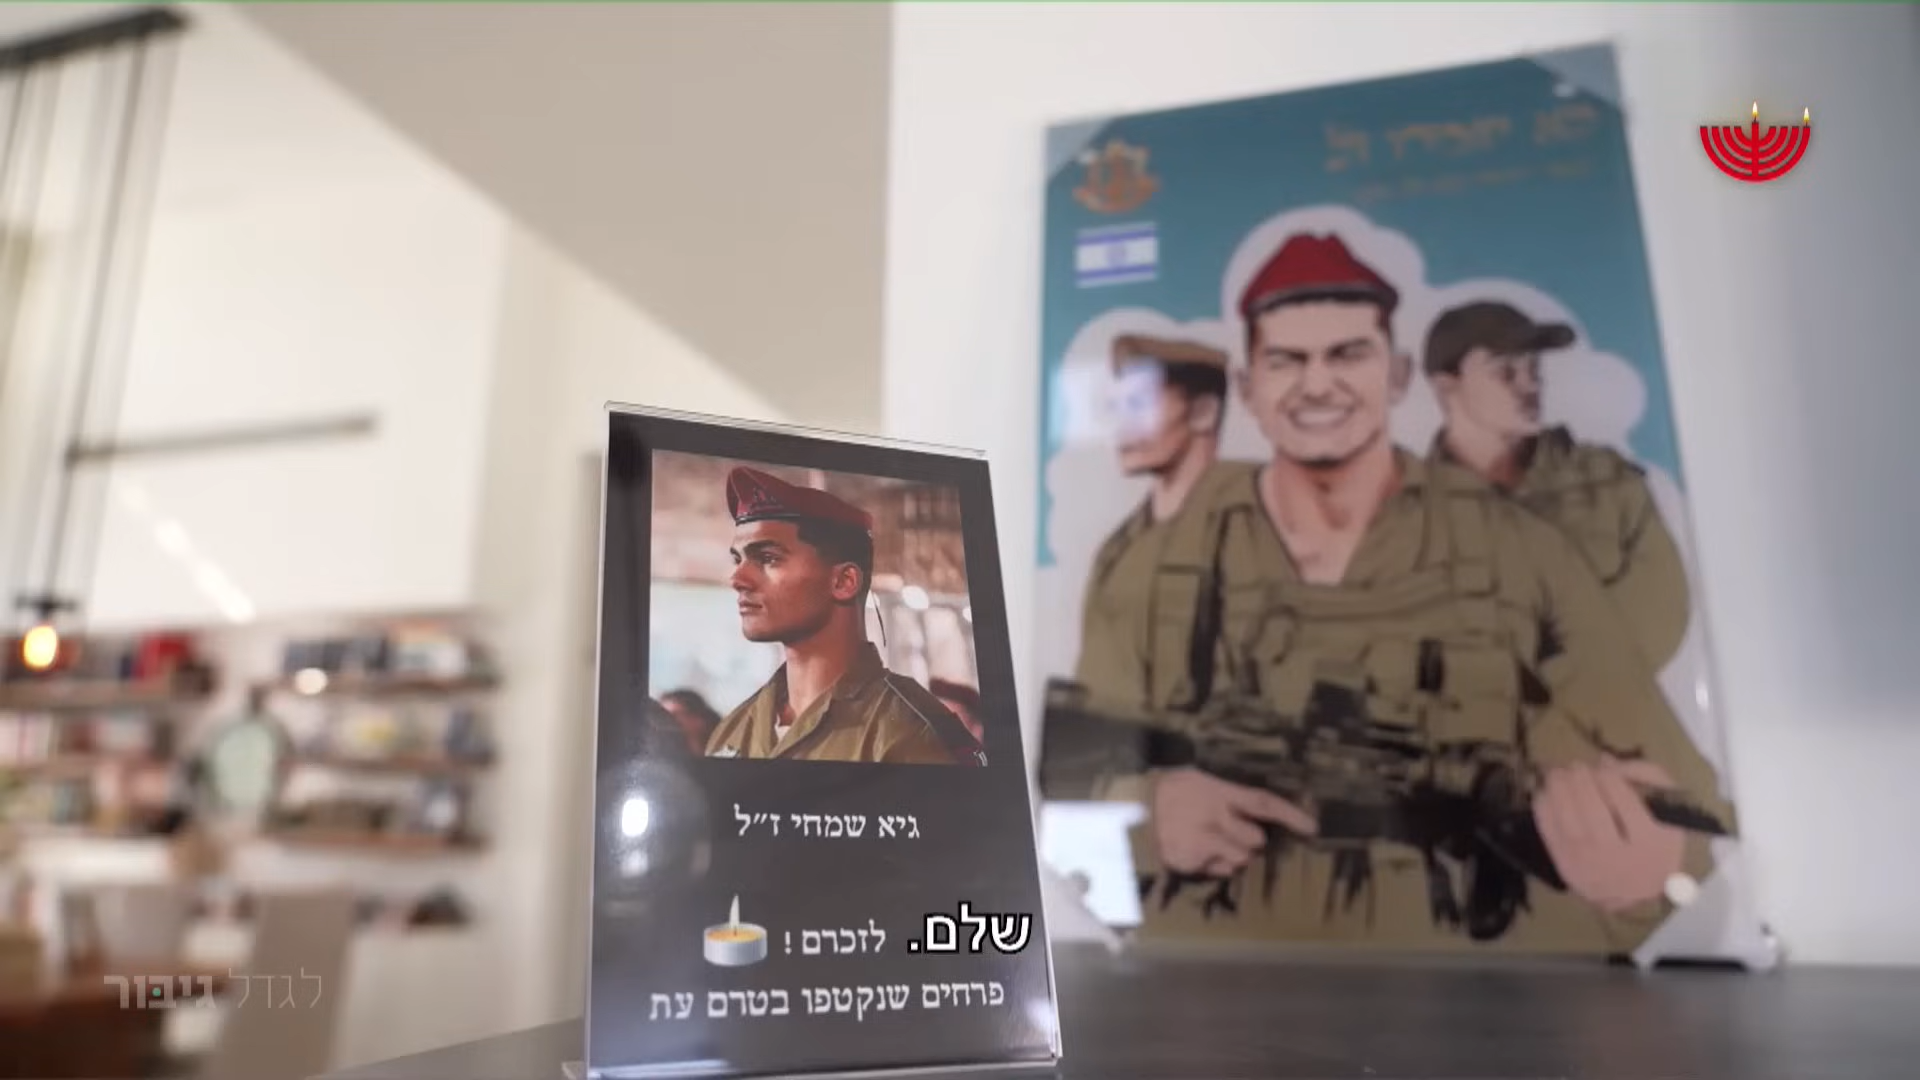 גיא שמחי ז״ל
לזכרם !
שלם.
פרחים שנקטפו בטרם עת
לגדל גיבור